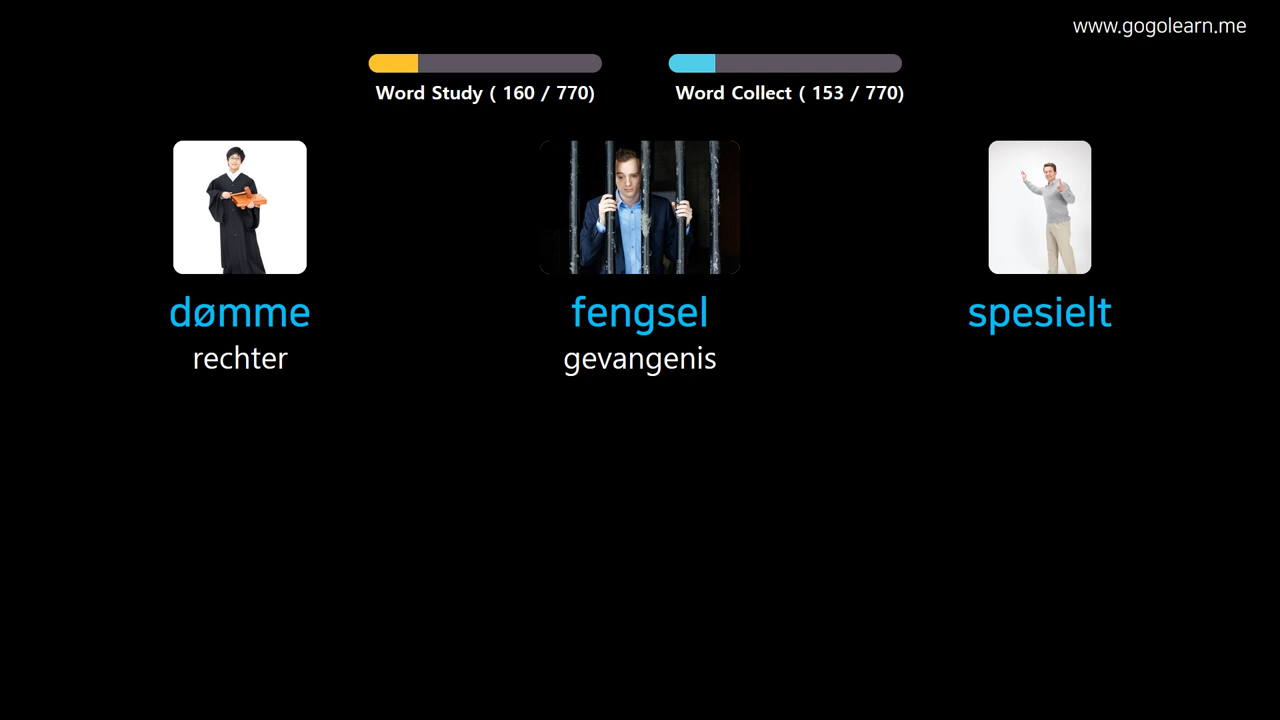 www.gogolearn.me
Word Study ( 160 / 770)
Word Collect ( 153 / 770)
dømme
fengsel
spesielt
rechter
gevangenis